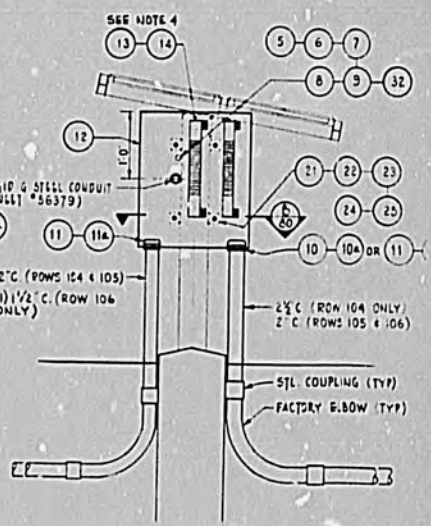 SEE NOTE 4
13 14
5 6 7
8 9 32
12
1'0"
G STEEL CONDUIT
#56379)
21 22 23
24 25
60
11 11a
10 10a OR 11
2"C. (ROWS 104 & 105)
1 1/2"C. (ROW 106
ONLY)
2 1/2"C (ROW 104 ONLY)
2"C. (ROWS 105 & 106)
STL. COUPLING (TYP)
FACTORY ELBOW (TYP)